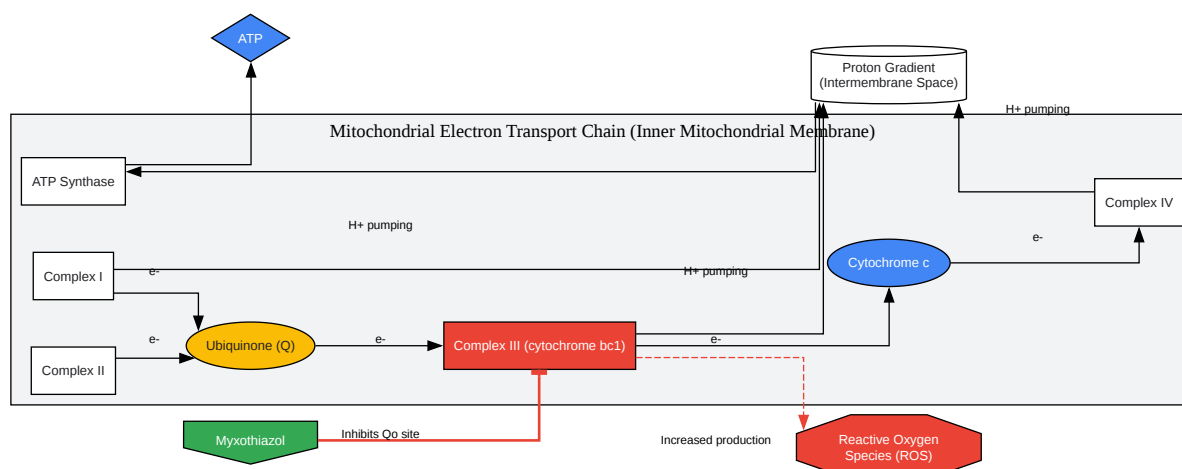 ATP
Proton Gradient
(Intermembrane Space)
H+ pumping
Mitochondrial Electron Transport Chain (Inner Mitochondrial Membrane)
ATP Synthase
Complex IV
H+ pumping
e-
Cytochrome c
Complex I
e-
H+ pumping
e-
Ubiquinone (Q)
e-
Complex III (cytochrome bc1)
e-
Complex II
Myxothiazol
Inhibits Qo site
Increased production
Reactive Oxygen
Species (ROS)